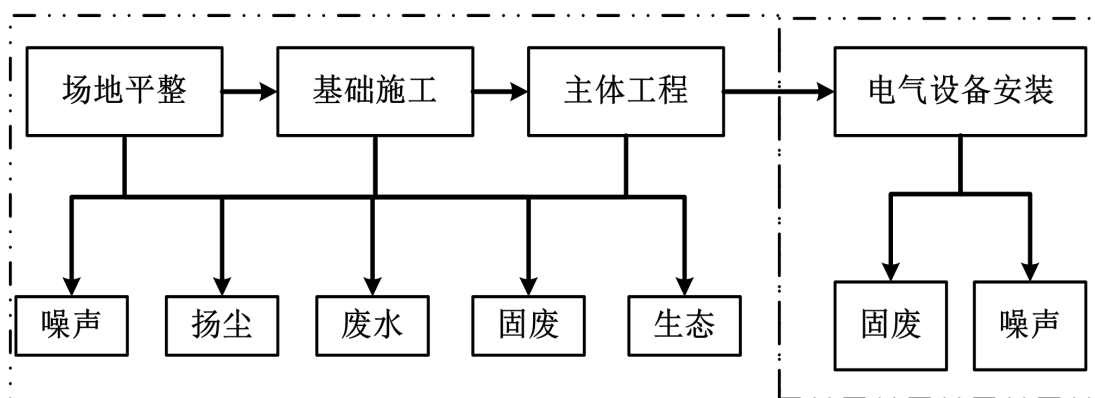 场地平整
基础施工
主体工程
电气设备安装
噪声
扬尘
废水
固废
生态
固废
噪声